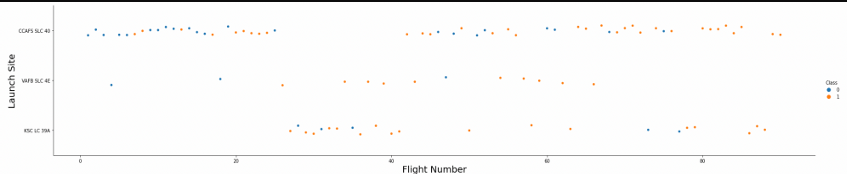 CCAFS SLC 40
VAFB SLC 4E
KSC LC 39A
Launch Site
0 20 40 60 80
Flight Number
Class
0
1